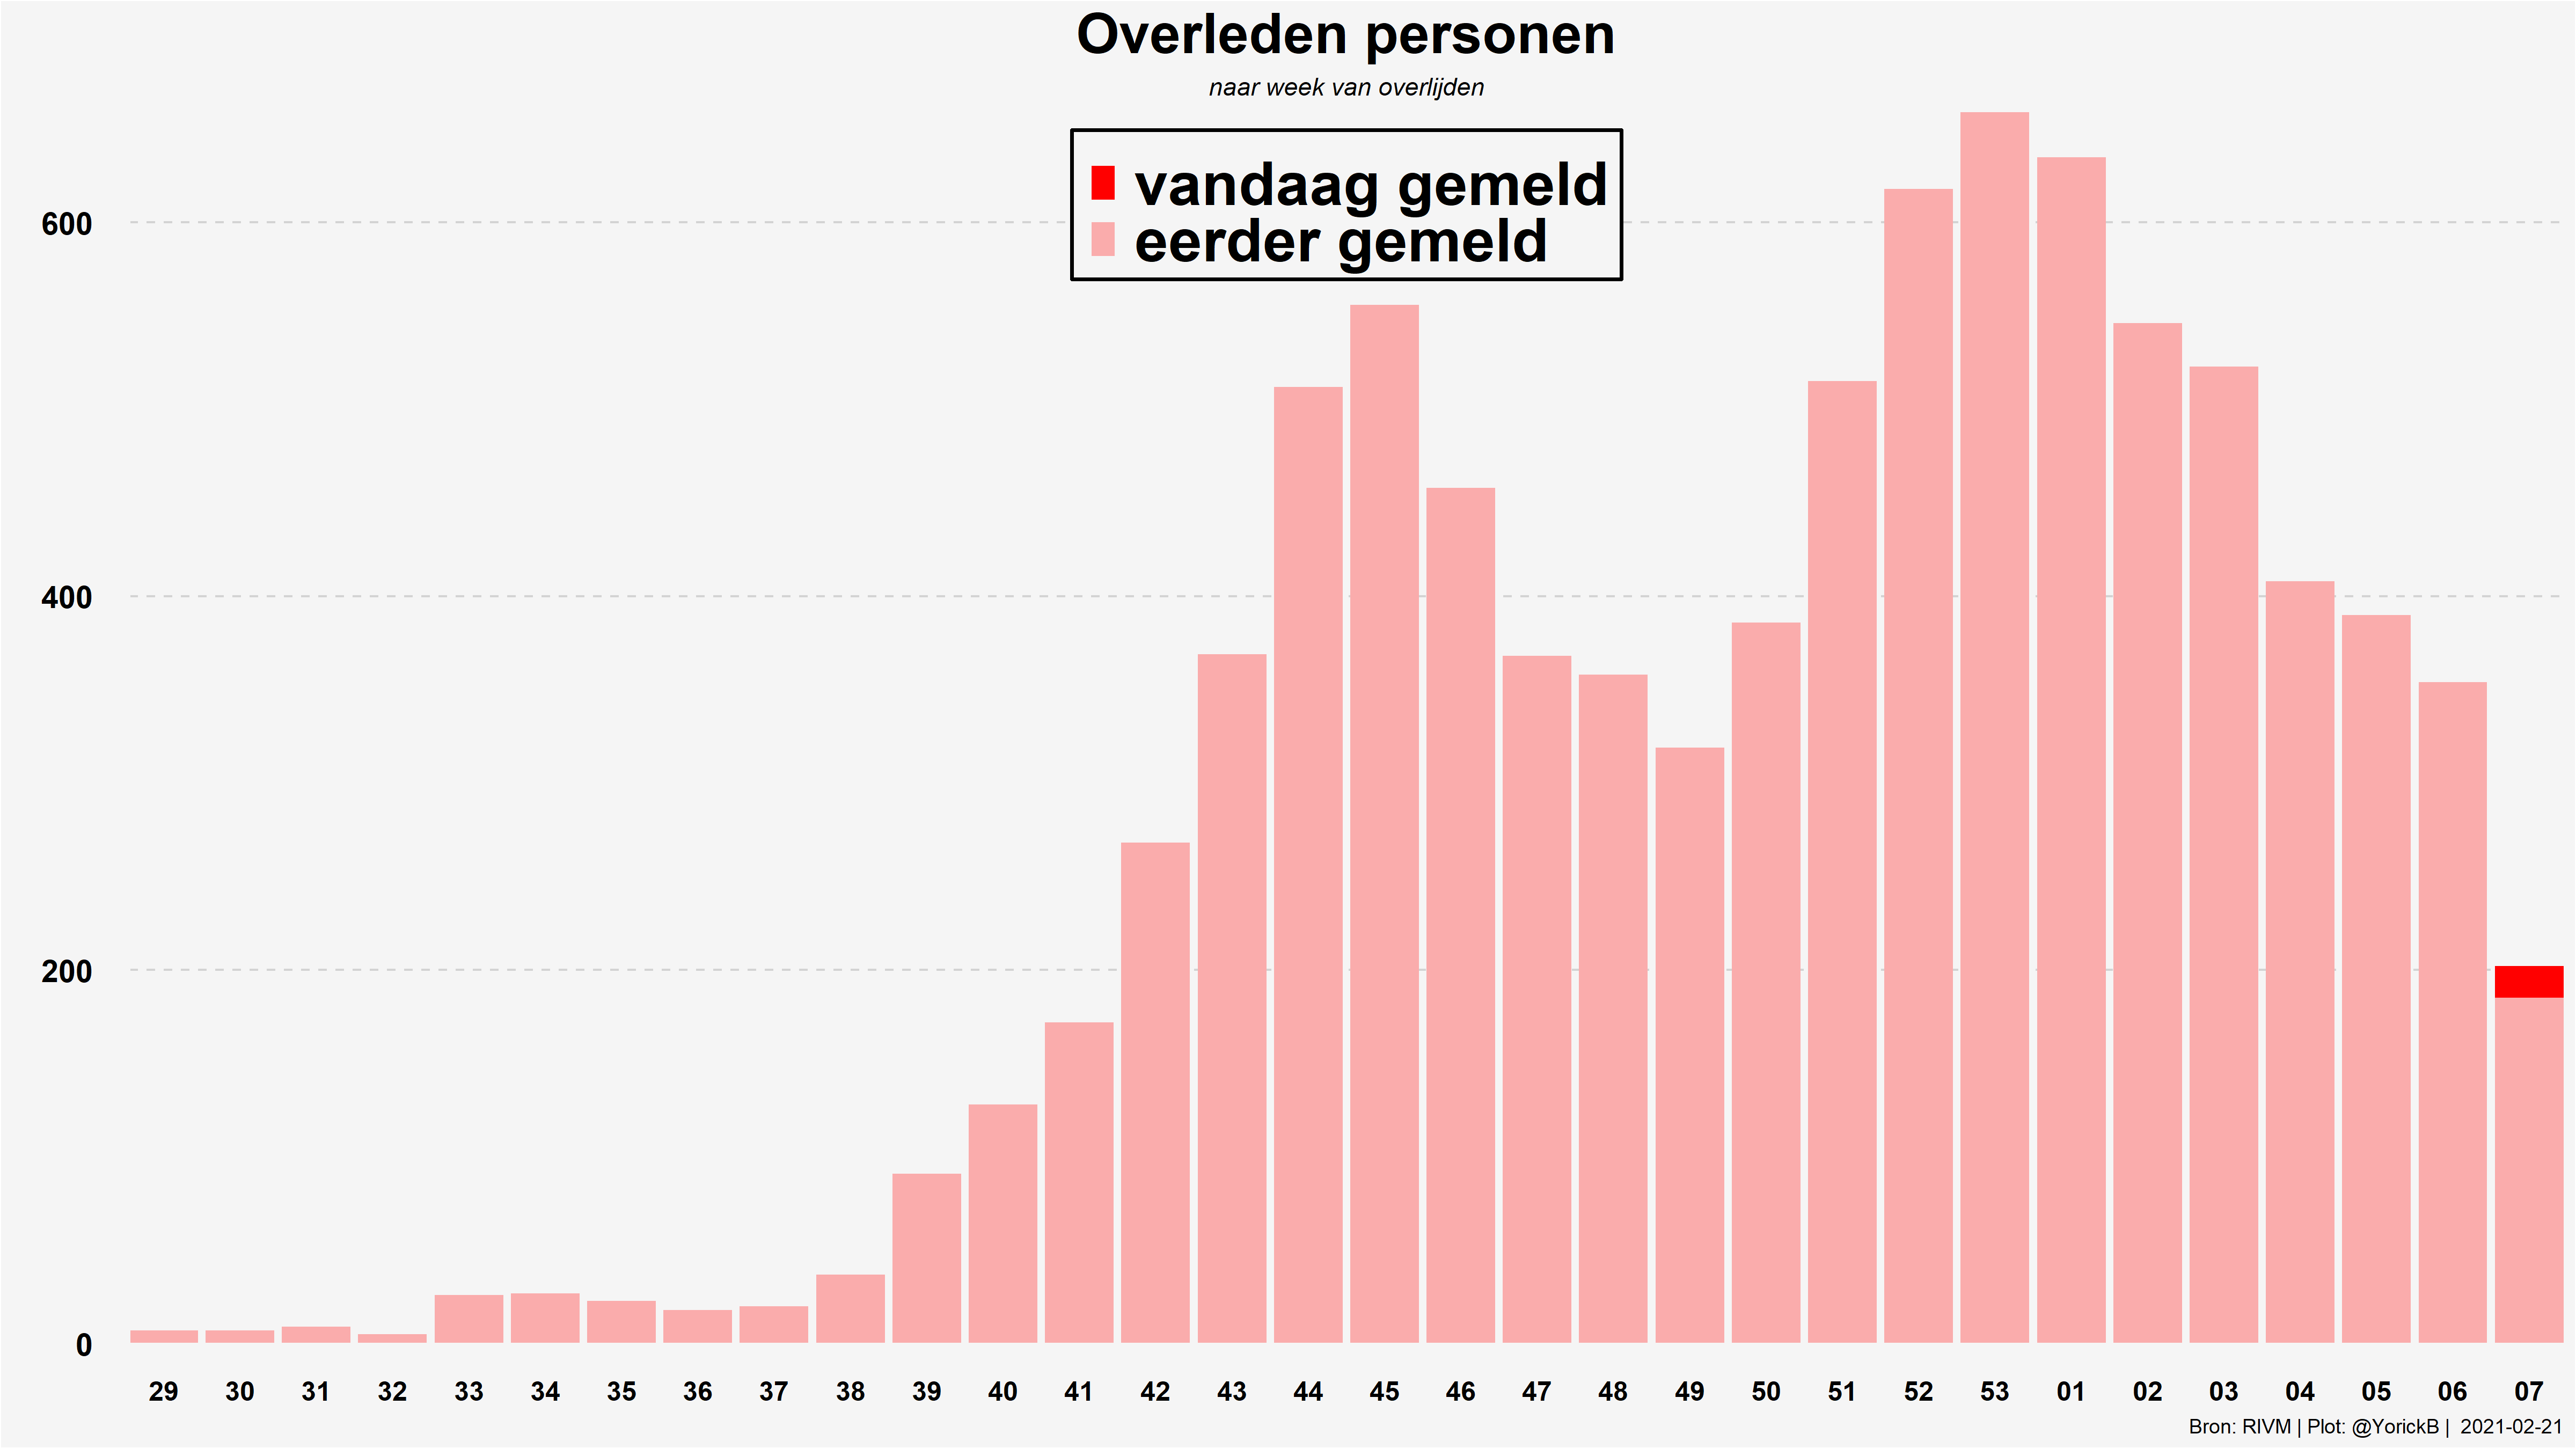 Overleden personen
naar week van overlijden
vandaag gemeld
eerder gemeld
600
400
200
0
29 30 31 32 33 34 35 36 37 38 39 40 41 42 43 44 45 46 47 48 49 50 51 52 53 01 02 03 04 05 06 07
Bron: RIVM | Plot: @YorickB | 2021-02-21